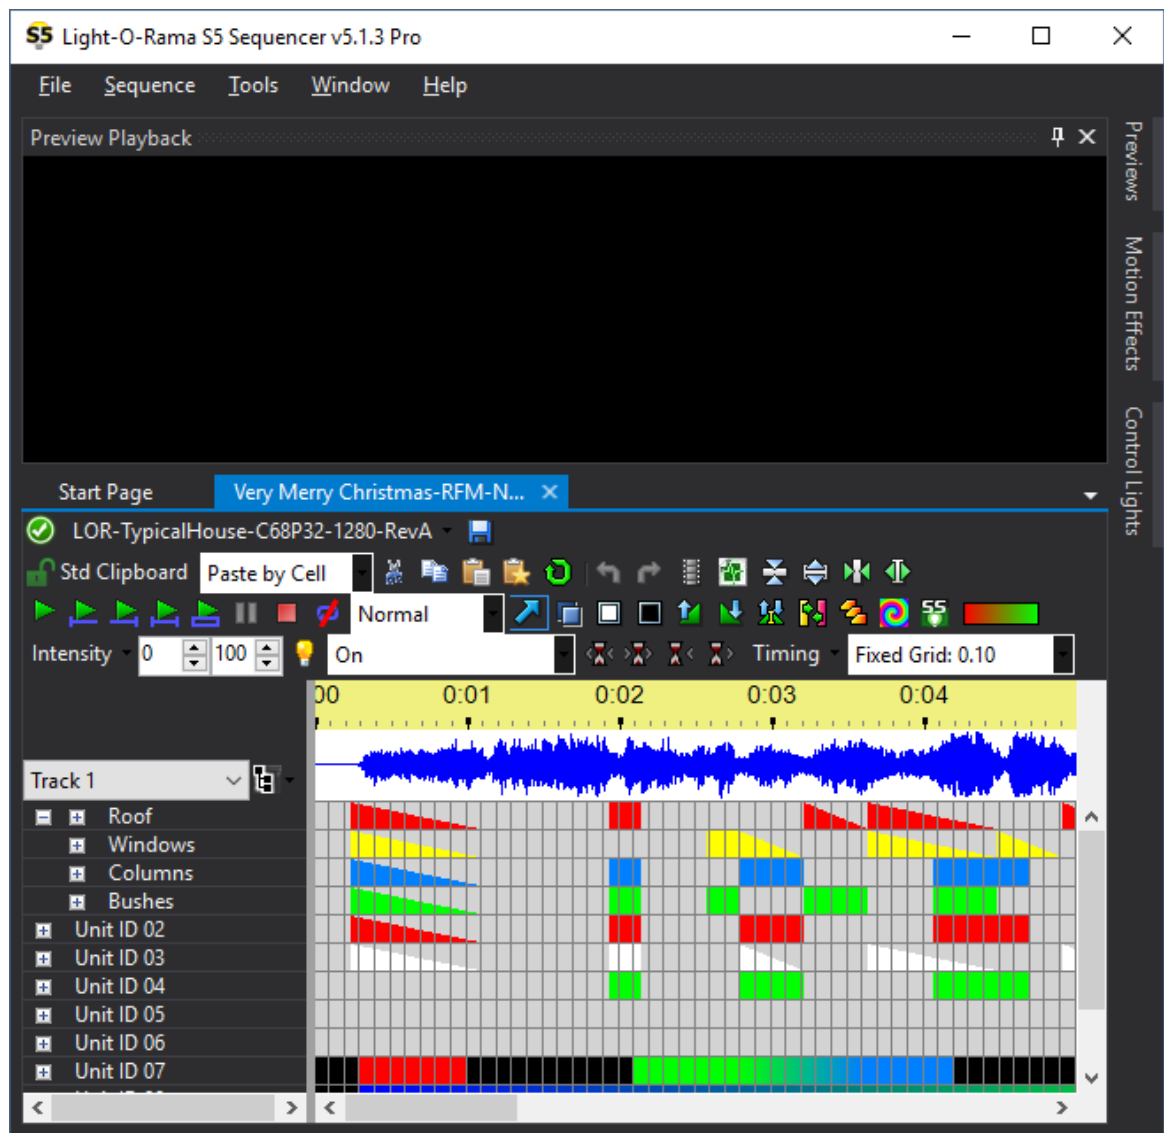 S5 Light-O-Rama S5 Sequencer v5.1.3 Pro
File Sequence Tools Window Help
Preview Playback
Previews
Motion Effects
Control Lights
Start Page Very Merry Christmas-RFM-N...
LOR-TypicalHouse-C68P32-1280-RevA
Std Clipboard Paste by Cell
Normal S5
Intensity 0 100 On Timing Fixed Grid: 0.10
00 0:01 0:02 0:03 0:04
Track 1
Roof
Windows
Columns
Bushes
Unit ID 02
Unit ID 03
Unit ID 04
Unit ID 05
Unit ID 06
Unit ID 07